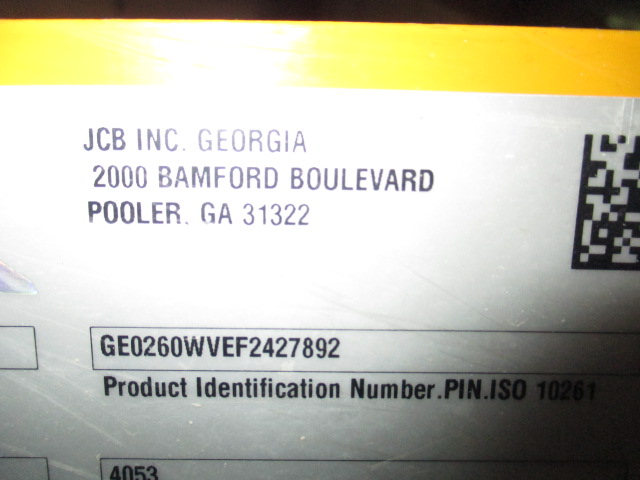 JCB INC. GEORGIA
2000 BAMFORD BOULEVARD
POOLER. GA 31322
GE0260WVEF2427892
Product Identification Number.PIN.ISO 10261
4053